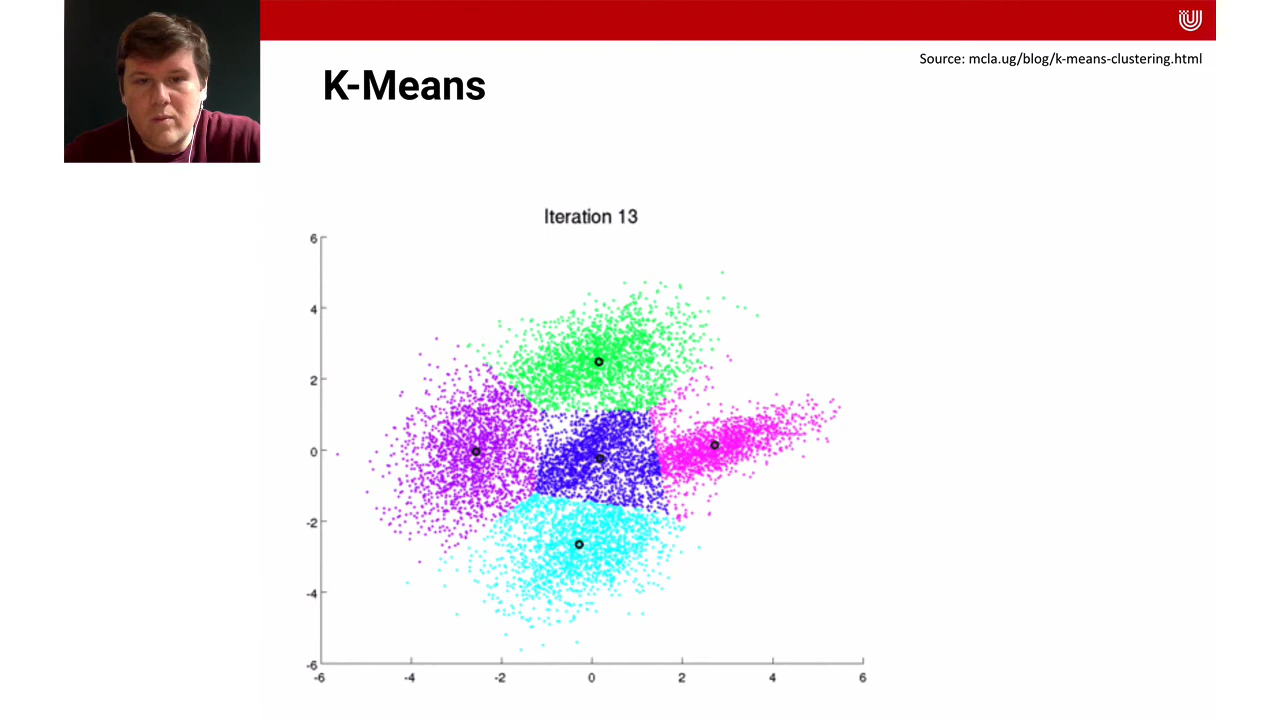 Source: mcla.ug/blog/k-means-clustering.html
K-Means
Iteration 13
6
4
2
0
-2
-4
-6
-6 -4 -2 0 2 4 6